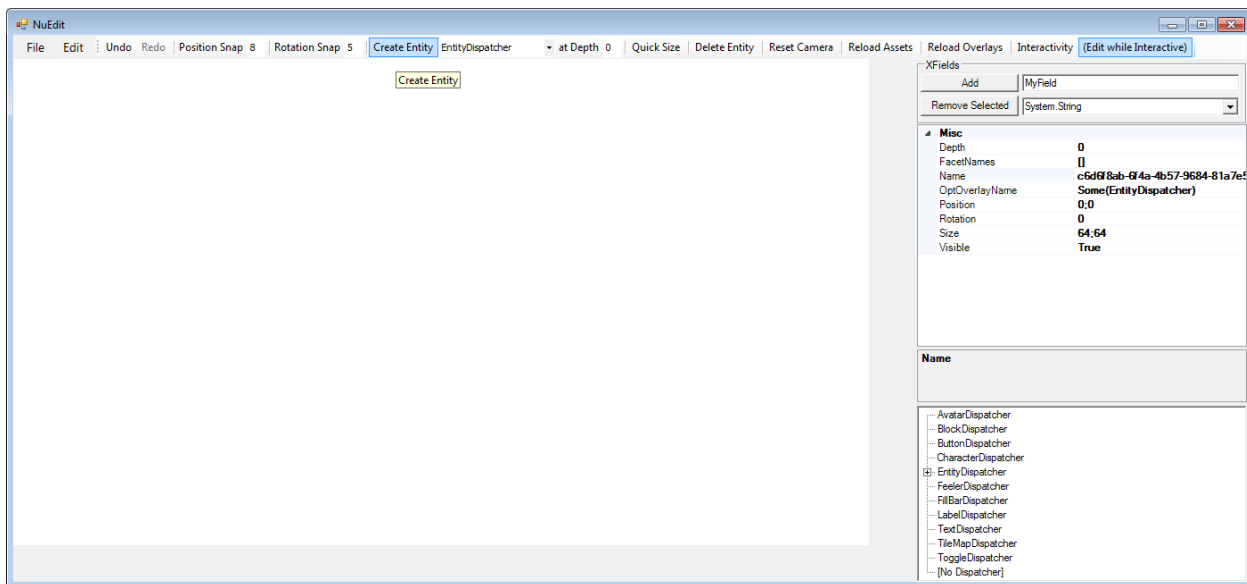 NuEdit
File Edit Undo Redo Position Snap 8 Rotation Snap 5 Create Entity EntityDispatcher at Depth 0 Quick Size Delete Entity Reset Camera Reload Assets Reload Overlays Interactivity (Edit while Interactive)
Create Entity
XFields
Add MyField
Remove Selected System.String
Misc
Depth 0
FacetNames []
Name c6d6f8ab-6f4a-4b57-9684-81a7e5
OptOverlayName Some(EntityDispatcher)
Position 0;0
Rotation 0
Size 64;64
Visible True
Name
AvatarDispatcher
BlockDispatcher
ButtonDispatcher
CharacterDispatcher
EntityDispatcher
FeelerDispatcher
FillBarDispatcher
LabelDispatcher
TextDispatcher
TileMapDispatcher
ToggleDispatcher
[No Dispatcher]